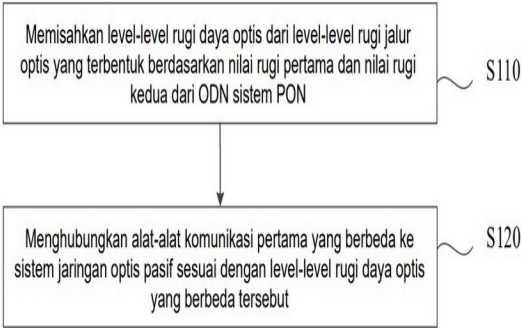 Memisahkan level-level rugi daya optis dari level-level rugi jalur
optis yang terbentuk berdasarkan nilai rugi pertama dan nilai rugi
kedua dari ODN sistem PON
S110
Menghubungkan alat-alat komunikasi pertama yang berbeda ke
sistem jaringan optis pasif sesuai dengan level-level rugi daya optis
yang berbeda tersebut
S120